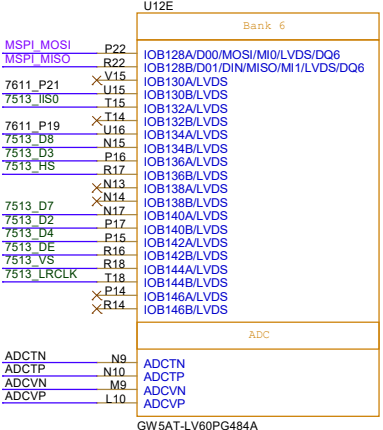 U12E
Bank 6
MSPI_MOSI P22 IOB128A/D00/MOSI/MI0/LVDS/DQ6
MSPI_MISO R22 IOB128B/D01/DIN/MISO/MI1/LVDS/DQ6
V15 IOB130A/LVDS
7611_P21 U15 IOB130B/LVDS
7513_IIS0 T15 IOB132A/LVDS
T14 IOB132B/LVDS
7611_P19 U16 IOB134A/LVDS
7513_D8 N15 IOB134B/LVDS
7513_D3 P16 IOB136A/LVDS
7513_HS R17 IOB136B/LVDS
N13 IOB138A/LVDS
N14 IOB138B/LVDS
7513_D7 N17 IOB140A/LVDS
7513_D2 P17 IOB140B/LVDS
7513_D4 P15 IOB142A/LVDS
7513_DE R16 IOB142B/LVDS
7513_VS R18 IOB144A/LVDS
7513_LRCLK T18 IOB144B/LVDS
P14 IOB146A/LVDS
R14 IOB146B/LVDS
ADC
ADCTN N9 ADCTN
ADCTP N10 ADCTP
ADCVN M9 ADCVN
ADCVP L10 ADCVP
GW5AT-LV60PG484A